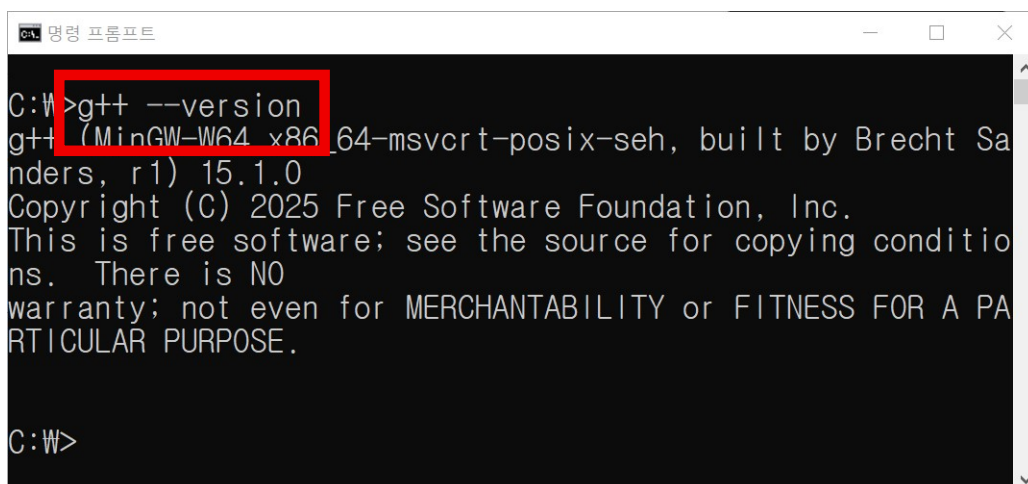 명령 프롬프트
C:₩>g++ --version
g++ (MinGW-W64 x86_64-msvcrt-posix-seh, built by Brecht Sa
nders, r1) 15.1.0
Copyright (C) 2025 Free Software Foundation, Inc.
This is free software; see the source for copying conditio
ns.  There is NO
warranty; not even for MERCHANTABILITY or FITNESS FOR A PA
RTICULAR PURPOSE.
C:₩>